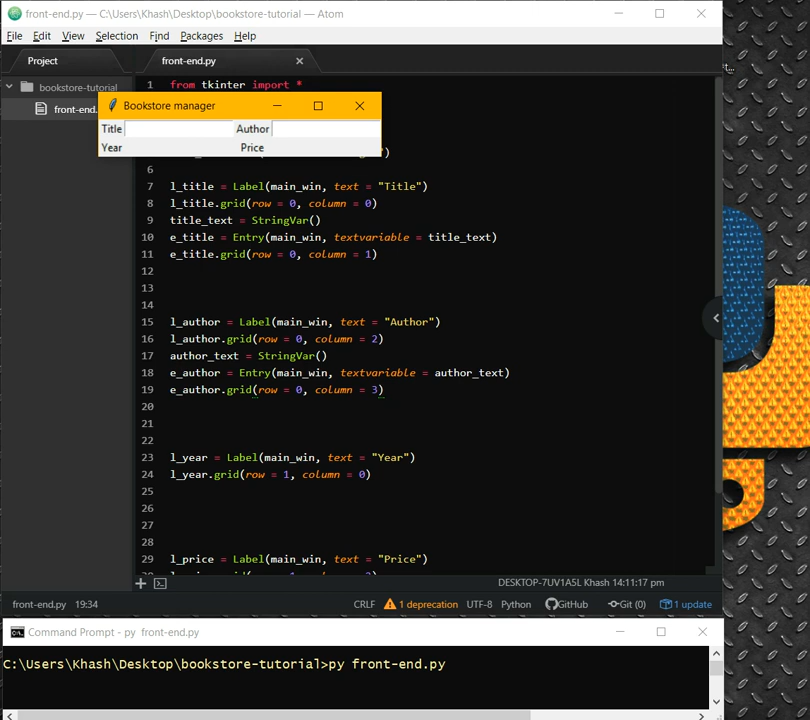 front-end.py — C:\Users\Khash\Desktop\bookstore-tutorial — Atom
File Edit View Selection Find Packages Help
Project front-end.py
bookstore-tutorial
front-end.
1 from tkinter import *
Bookstore manager
Title Author
Year Price
)
6
7 l_title = Label(main_win, text = "Title")
8 l_title.grid(row = 0, column = 0)
9 title_text = StringVar()
10 e_title = Entry(main_win, textvariable = title_text)
11 e_title.grid(row = 0, column = 1)
12
13
14
15 l_author = Label(main_win, text = "Author")
16 l_author.grid(row = 0, column = 2)
17 author_text = StringVar()
18 e_author = Entry(main_win, textvariable = author_text)
19 e_author.grid(row = 0, column = 3)
20
21
22
23 l_year = Label(main_win, text = "Year")
24 l_year.grid(row = 1, column = 0)
25
26
27
28
29 l_price = Label(main_win, text = "Price")
DESKTOP-7UV1A5L Khash 14:11:17 pm
front-end.py 19:34 CRLF 1 deprecation UTF-8 Python GitHub Git (0) 1 update
Command Prompt - py front-end.py
C:\Users\Khash\Desktop\bookstore-tutorial>py front-end.py